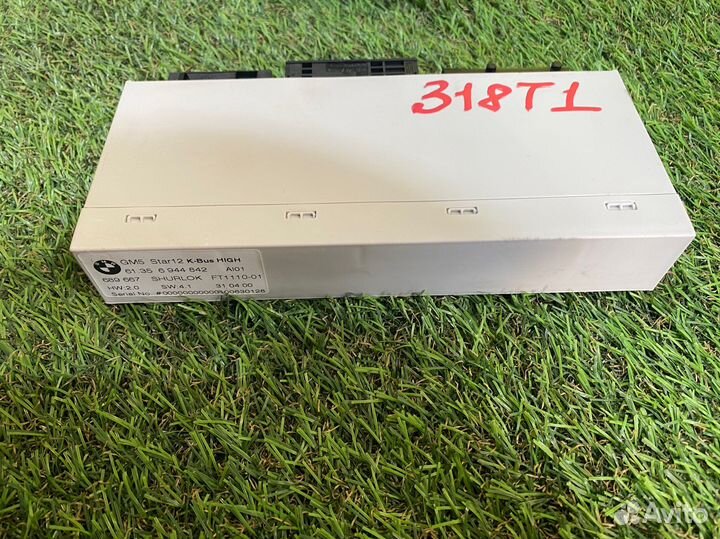 318T1
GM5 Star12 K-Bus HIGH
61.35 6 944 842 AI01
689 667 SHURLOK FT1110-01
HW:2.0 SW:4.1 31 04:00
Serial No.:
Avito